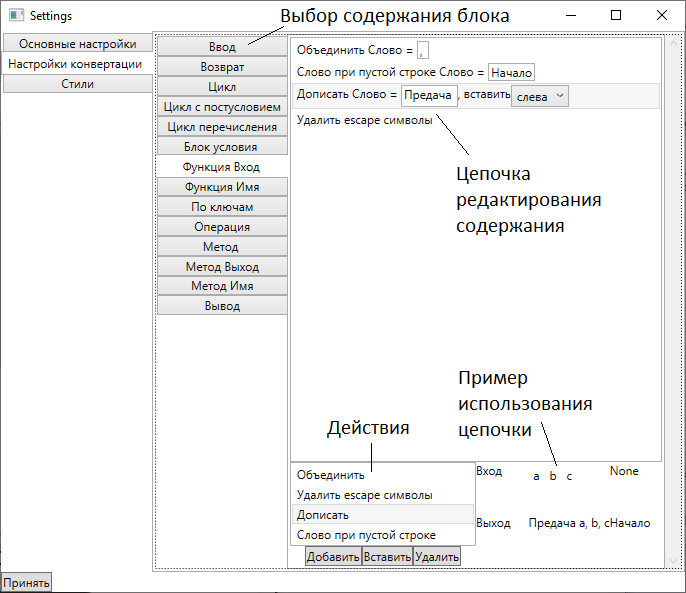 Выбор содержания блока
Settings
Основные настройки
Настройки конвертации
Стили
Ввод
Возврат
Цикл
Цикл с постусловием
Цикл перечисления
Блок условия
Функция Вход
Функция Имя
По ключам
Операция
Метод
Метод Выход
Метод Имя
Вывод
Объединить Слово = ,
Слово при пустой строке Слово = Начало
Дописать Слово = Предача , вставить слева
Удалить escape символы
Цепочка
редактирования
содержания
Пример
использования
цепочки
Действия
Объединить
Удалить escape символы
Дописать
Слово при пустой строке
Вход a b c None
Выход Предача a, b, cНачало
Добавить Вставить Удалить
Принять